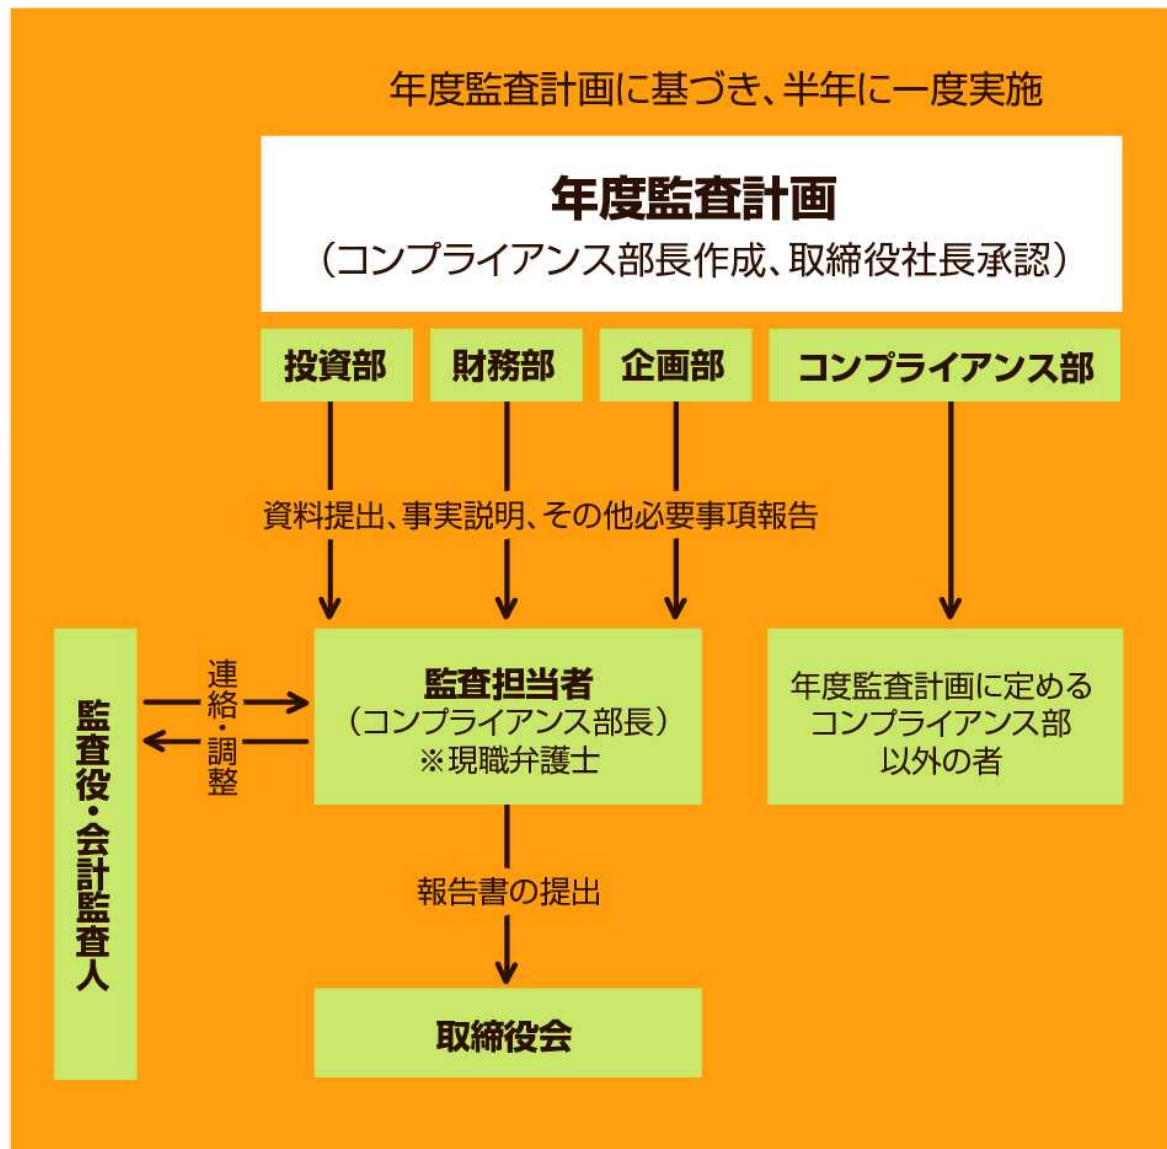 年度監査計画に基づき、半年に一度実施
年度監査計画
（コンプライアンス部長作成、取締役社長承認）
投資部
財務部
企画部
コンプライアンス部
資料提出、事実説明、その他必要事項報告
監査役・会計監査人
連絡・調整
監査担当者
（コンプライアンス部長）
※現職弁護士
年度監査計画に定める
コンプライアンス部
以外の者
報告書の提出
取締役会